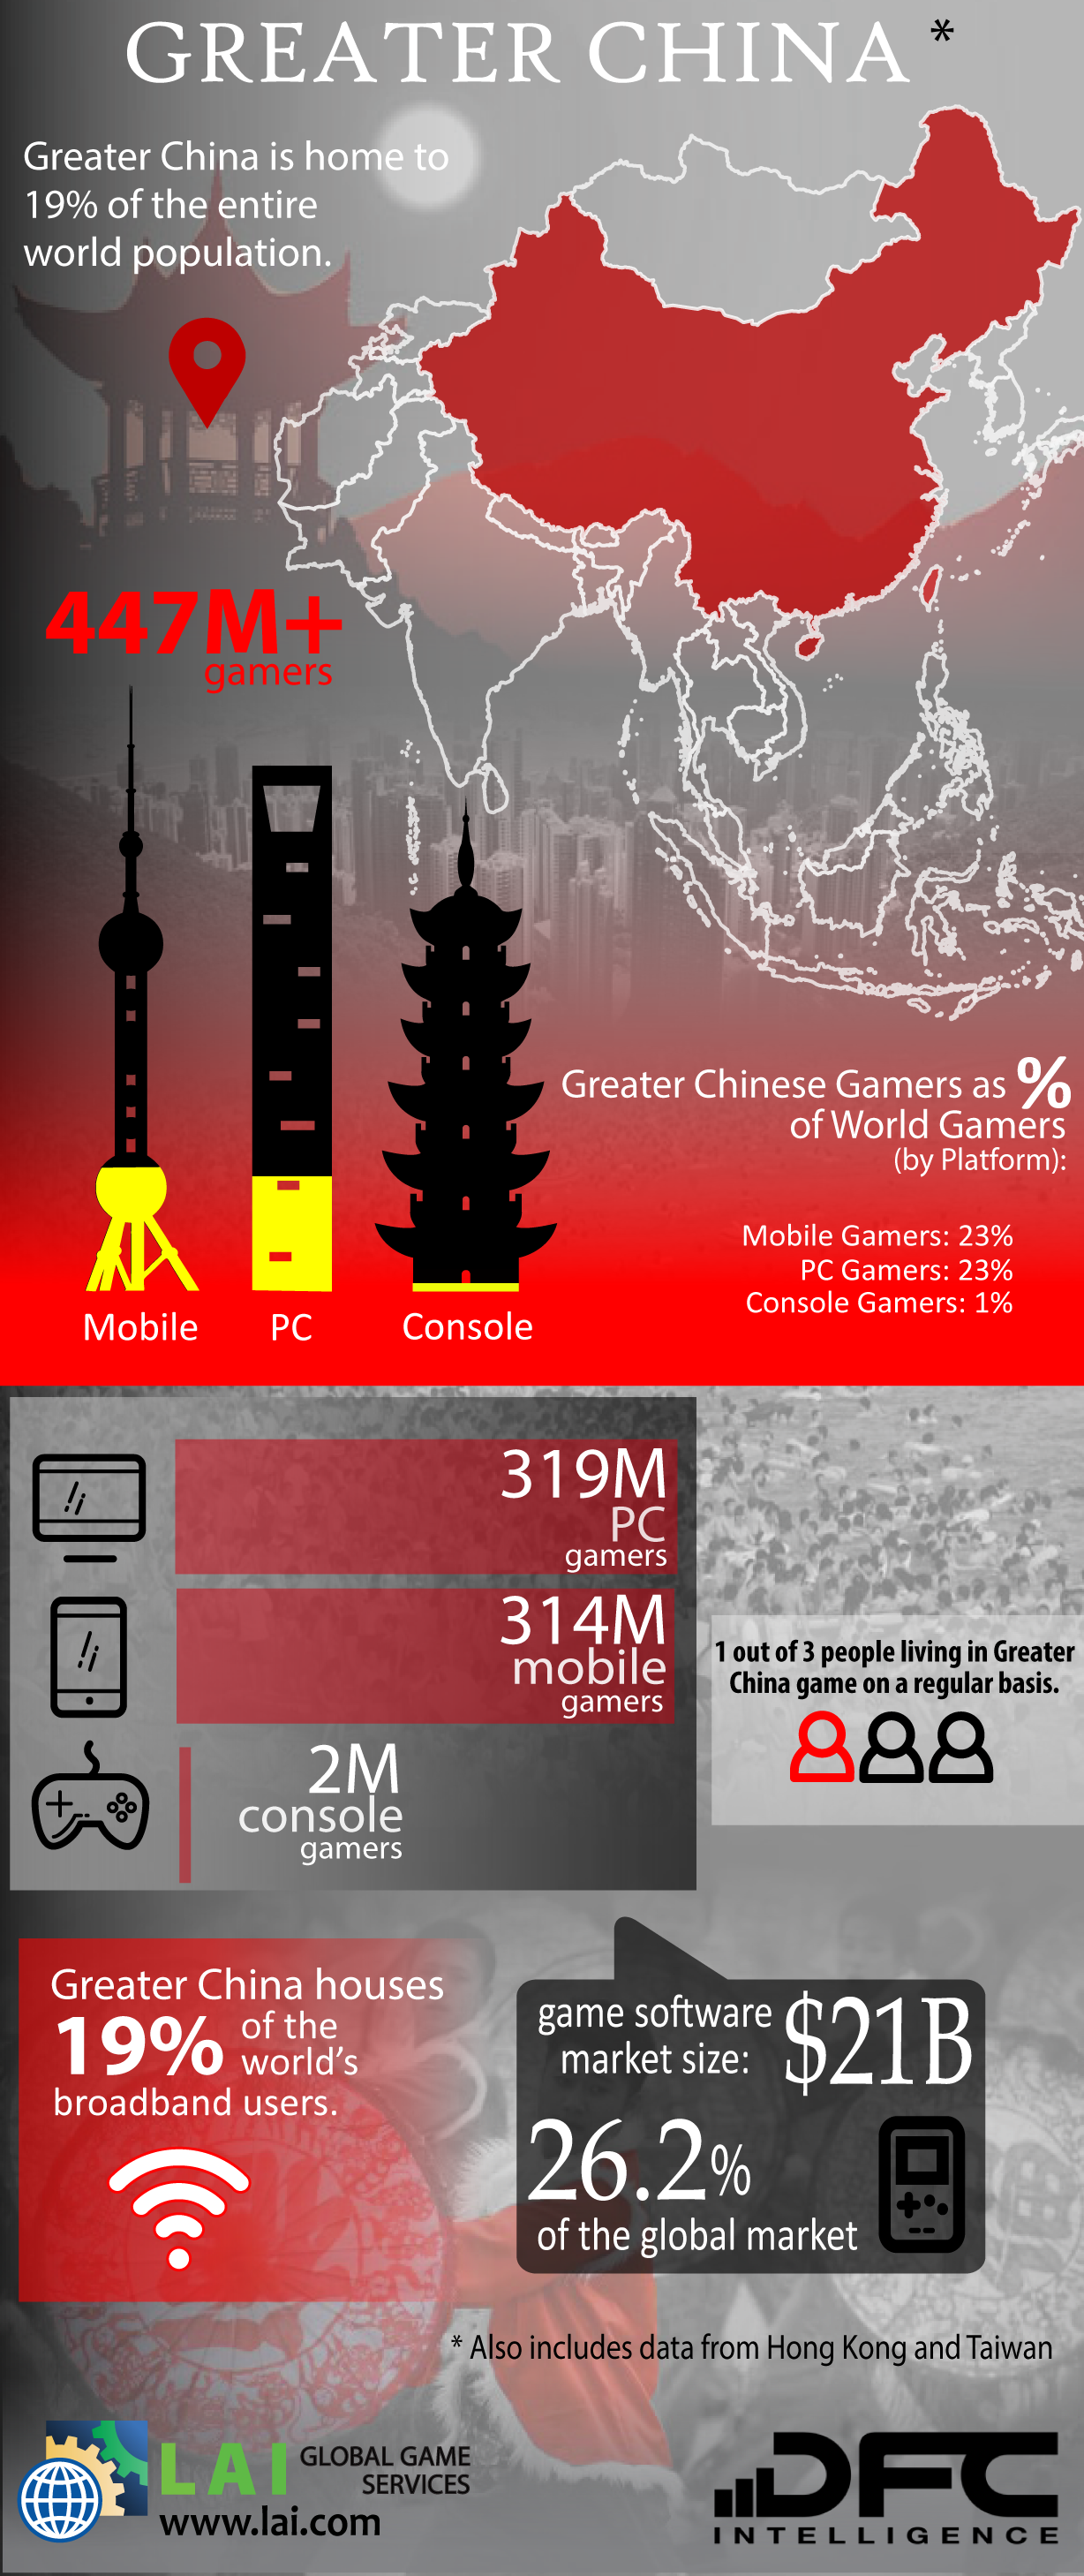 GREATER CHINA*
Greater China is home to
19% of the entire
world population.
447M+
gamers
Mobile
PC
Console
Greater Chinese Gamers as %
of World Gamers
(by Platform):
Mobile Gamers: 23%
PC Gamers: 23%
Console Gamers: 1%
319M
PC
gamers
314M
mobile
gamers
2M
console
gamers
1 out of 3 people living in Greater
China game on a regular basis.
Greater China houses
19% of the
world's
broadband users.
game software
market size: $21B
26.2%
of the global market
* Also includes data from Hong Kong and Taiwan
LAI GLOBAL GAME
SERVICES
www.lai.com
DFC
INTELLIGENCE